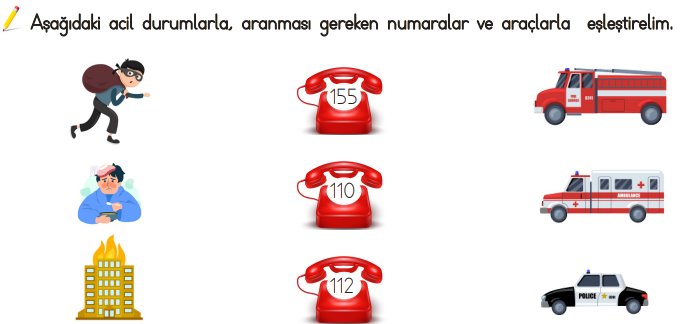 Aşağıdaki acil durumlarla, aranması gereken numaralar ve araçlarla eşleştirelim.
155
110
AMBULANCE
112
POLICE